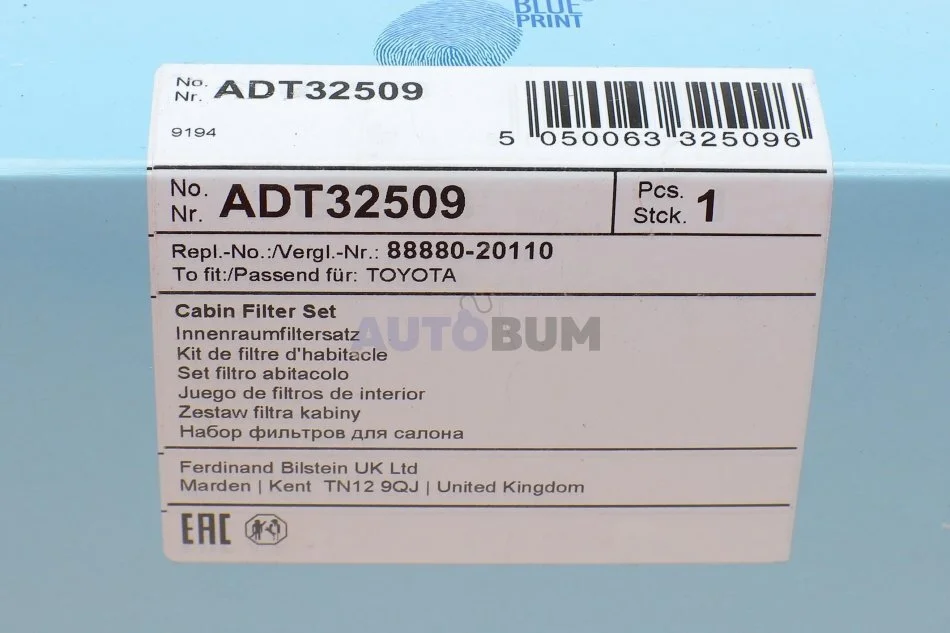 BLUE
PRINT
No.
Nr. ADT32509
9194
5 050063 325096
No.
Nr. ADT32509
Pcs.
Stck. 1
Repl.-No.:/Vergl.-Nr.: 88880-20110
To fit:/Passend für: TOYOTA
Cabin Filter Set
Innenraumfiltersatz
Kit de filtre d'habitacle
Set filtro abitacolo
Juego de filtros de interior
Zestaw filtra kabiny
Набор фильтров для салона
AUTOBUM
Ferdinand Bilstein UK Ltd
Marden | Kent TN12 9QJ | United Kingdom
EAC